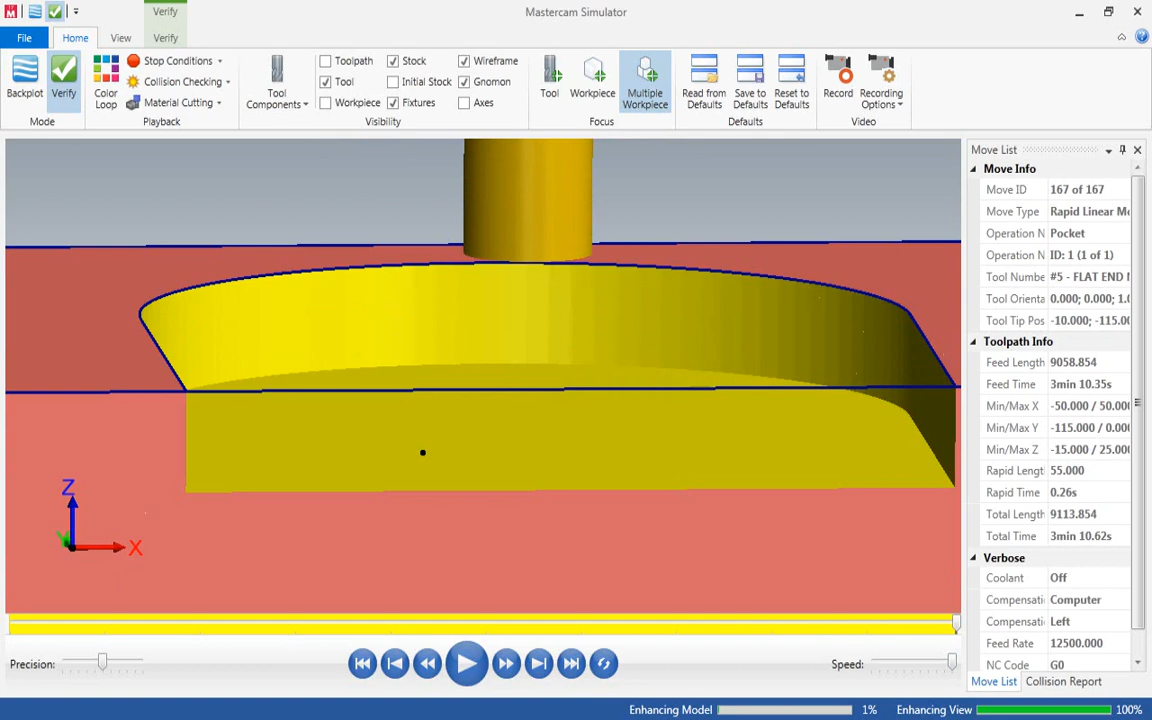 Verify
Mastercam Simulator
File
Home
View
Verify
Backplot
Verify
Mode
Color Loop
Stop Conditions
Collision Checking
Material Cutting
Playback
Tool Components
Toolpath
Tool
Workpiece
Stock
Initial Stock
Fixtures
Wireframe
Gnomon
Axes
Visibility
Tool
Workpiece
Multiple Workpiece
Focus
Read from Defaults
Save to Defaults
Reset to Defaults
Defaults
Record
Recording Options
Video
Move List
Move Info
Move ID 167 of 167
Move Type Rapid Linear Mo
Operation N Pocket
Operation N ID: 1 (1 of 1)
Tool Number #5 - FLAT END M
Tool Orienta 0.000; 0.000; 1.0
Tool Tip Pos -10.000; -115.00
Toolpath Info
Feed Length 9058.854
Feed Time 3min 10.35s
Min/Max X -50.000 / 50.000
Min/Max Y -115.000 / 0.000
Min/Max Z -15.000 / 25.000
Rapid Lengt 55.000
Rapid Time 0.26s
Total Length 9113.854
Total Time 3min 10.62s
Verbose
Coolant Off
Compensati Computer
Compensati Left
Feed Rate 12500.000
NC Code G0
Move List Collision Report
Z
Y
X
Precision:
Speed:
Enhancing Model 1% Enhancing View 100%